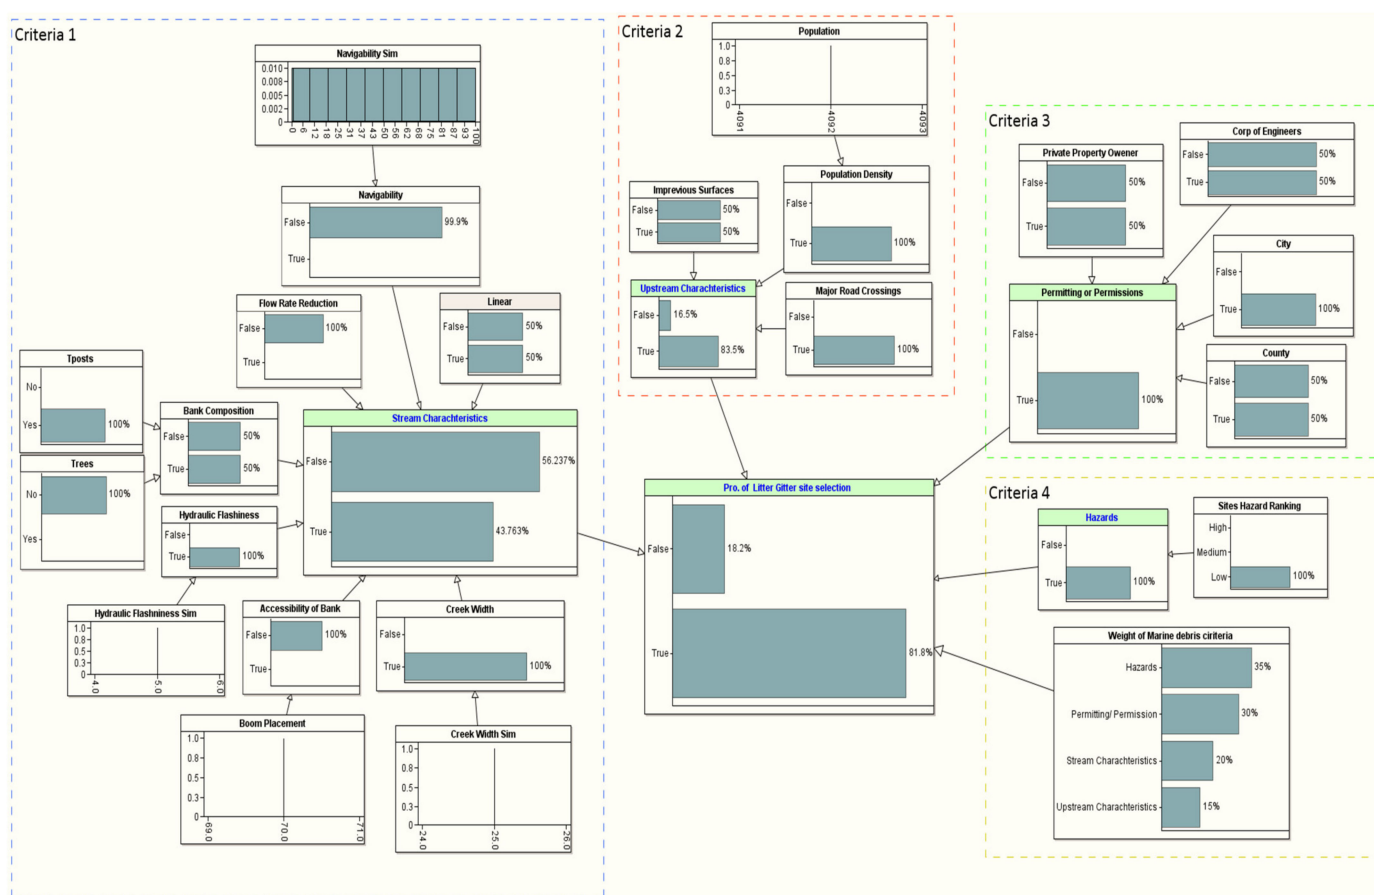 Criteria 1
Navigability Sim
0.010
0.008
0.005
0.002
0
0 6 12 18 25 31 37 43 50 56 62 68 75 81 87 93 100
Navigability
False 99.9%
True
Flow Rate Reduction
False 100%
True
Linear
False 50%
True 50%
Tposts
No
Yes 100%
Trees
No 100%
Yes
Bank Composition
False 50%
True 50%
Hydraulic Flashiness
False
True 100%
Stream Charachteristics
False 56.237%
True 43.763%
Hydraulic Flashniness Sim
1.0
0.8
0.5
0.3
0
4.0 5.0 6.0
Accessibility of Bank
False 100%
True
Creek Width
False
True 100%
Boom Placement
1.0
0.8
0.5
0.3
0
69.0 70.0 71.0
Creek Width Sim
1.0
0.8
0.5
0.3
0
24.0 25.0 26.0
Criteria 2
Population
1.0
0.8
0.5
0.3
0
4091 4092 4093
Imprevious Surfaces
False 50%
True 50%
Population Density
False
True 100%
Upstream Charachteristics
False 16.5%
True 83.5%
Major Road Crossings
False
True 100%
Pro. of Litter Gitter site selection
False 18.2%
True 81.8%
Criteria 3
Private Property Owener
False 50%
True 50%
Corp of Engineers
False 50%
True 50%
City
False
True 100%
Permitting or Permissions
False
True 100%
County
False 50%
True 50%
Criteria 4
Hazards
False
True 100%
Sites Hazard Ranking
High
Medium
Low 100%
Weight of Marine debris ciriteria
Hazards 35%
Permitting/ Permission 30%
Stream Charachteristics 20%
Upstream Charachteristics 15%